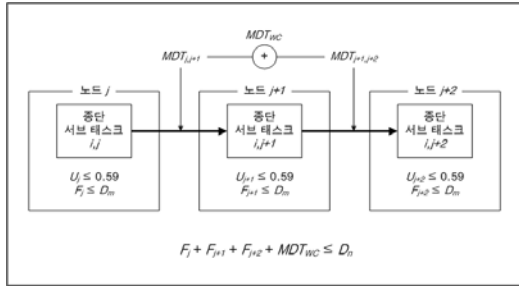 MDT_WC
MDT_j,j+1 + MDT_j+1,j+2
노드 j 노드 j+1 노드 j+2
종단 서브 태스크 i,j
종단 서브 태스크 i,j+1
종단 서브 태스크 i,j+2
U_j ≤ 0.59
F_j ≤ D_m
U_j+1 ≤ 0.59
F_j+1 ≤ D_m
U_j+2 ≤ 0.59
F_j+2 ≤ D_m
F_j + F_j+1 + F_j+2 + MDT_WC ≤ D_n